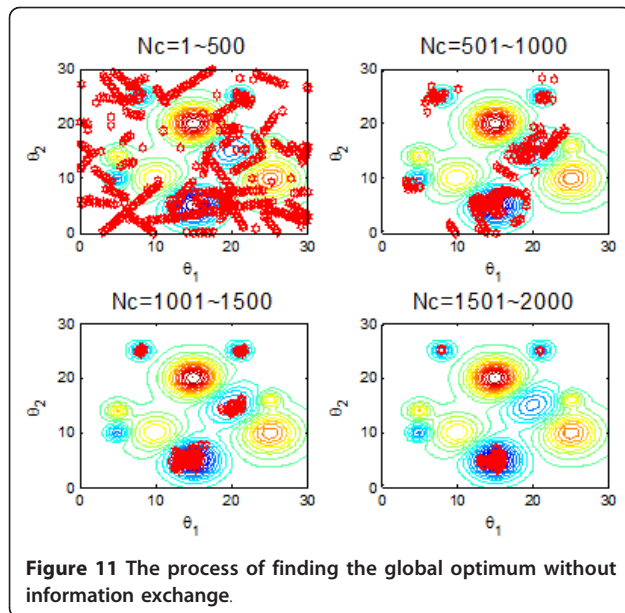 Nc=1~500
Nc=501~1000
30
20
10
0
θ2
0
10
20
30
θ1
30
20
10
0
θ2
0
10
20
30
θ1
Nc=1001~1500
Nc=1501~2000
30
20
10
0
θ2
0
10
20
30
θ1
30
20
10
0
θ2
0
10
20
30
θ1
Figure 11 The process of finding the global optimum without
information exchange.